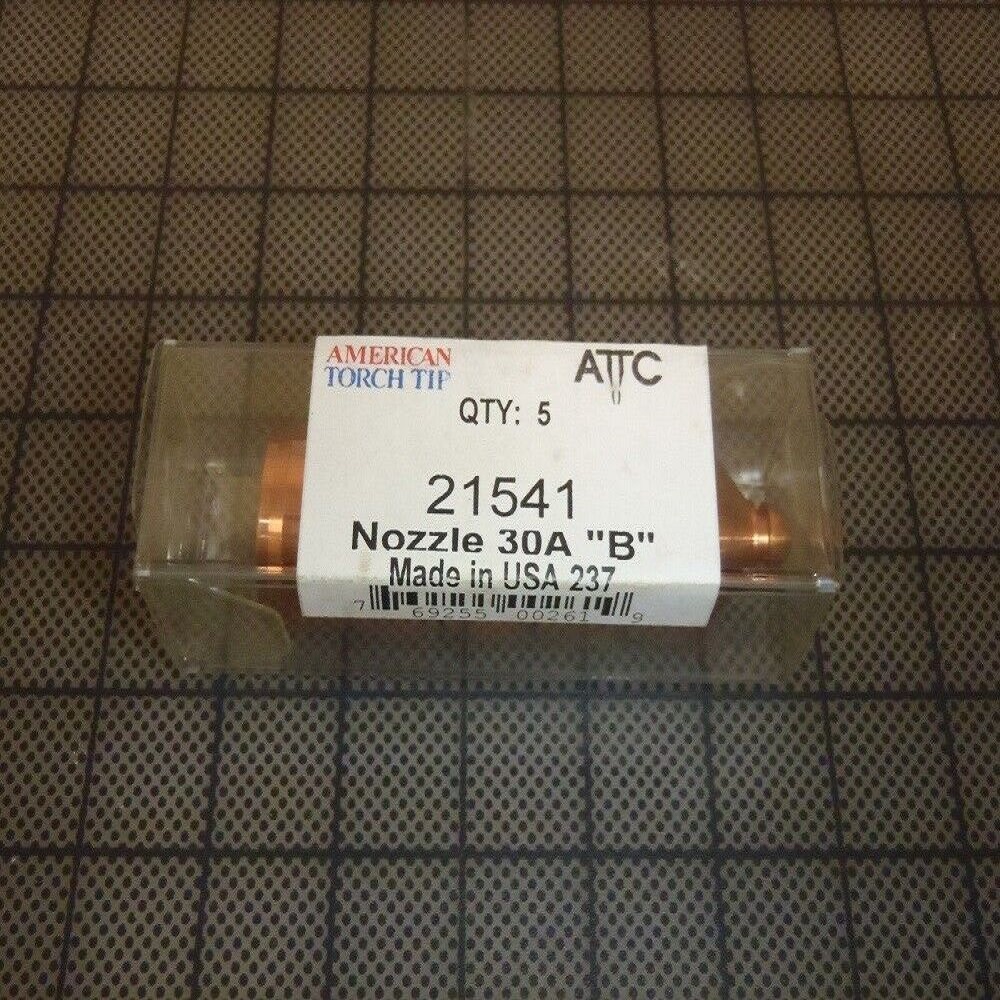 AMERICAN
TORCH TIP
ATTC
QTY: 5
21541
Nozzle 30A "B"
Made in USA 237
7 69255 00261 9